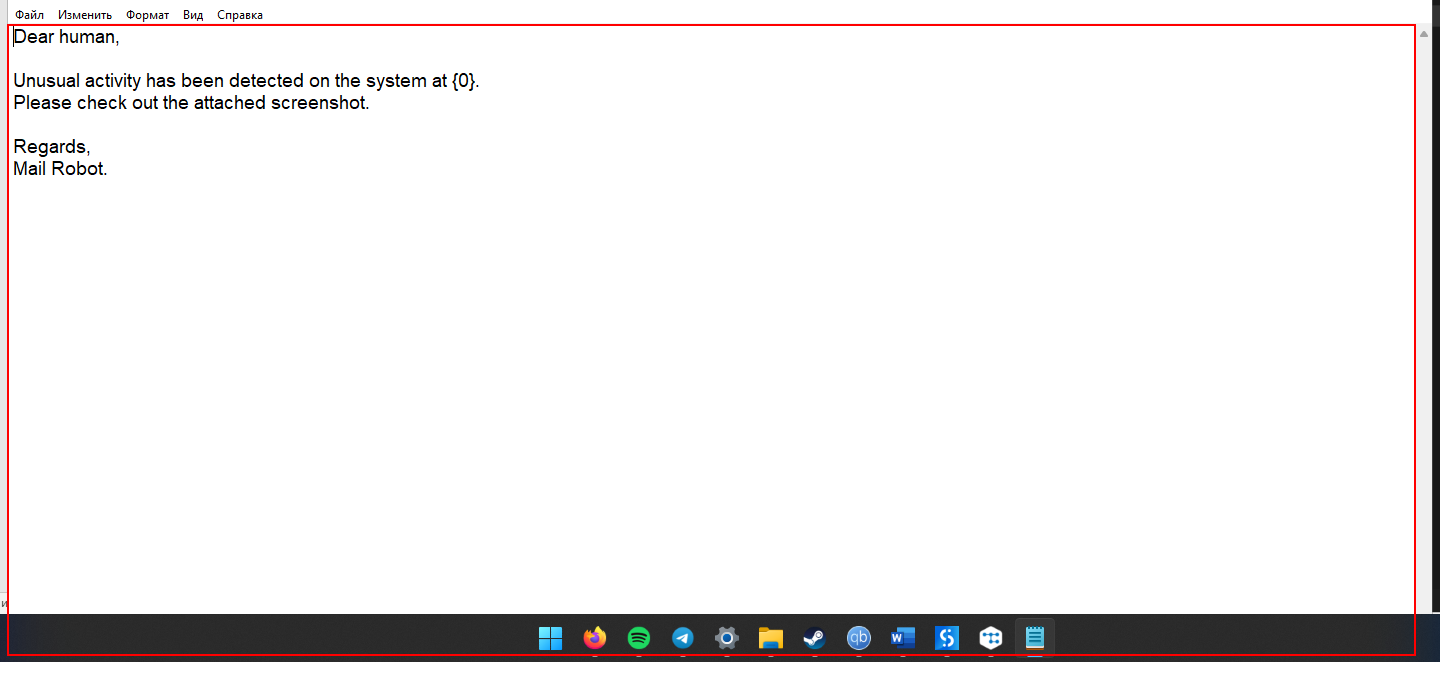 Файл Изменить Формат Вид Справка
Dear human,
Unusual activity has been detected on the system at {0}.
Please check out the attached screenshot.
Regards,
Mail Robot.
и
qb
W
S